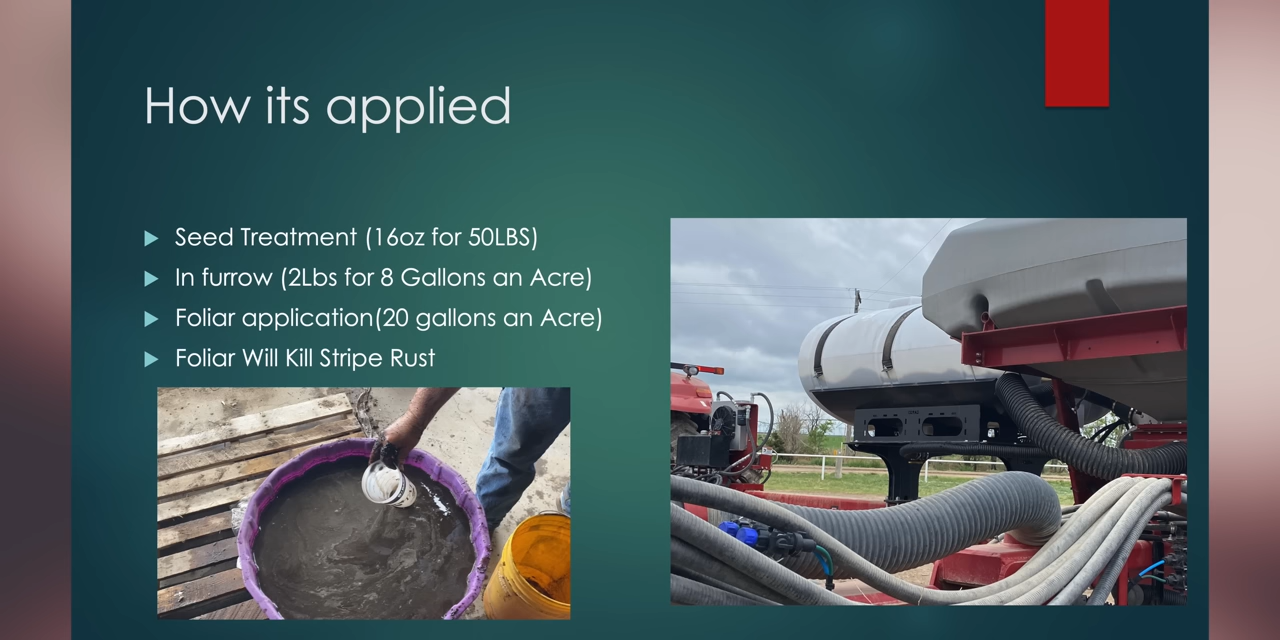 How its applied
Seed Treatment (16oz for 50LBS)
In furrow (2Lbs for 8 Gallons an Acre)
Foliar application(20 gallons an Acre)
Foliar Will Kill Stripe Rust